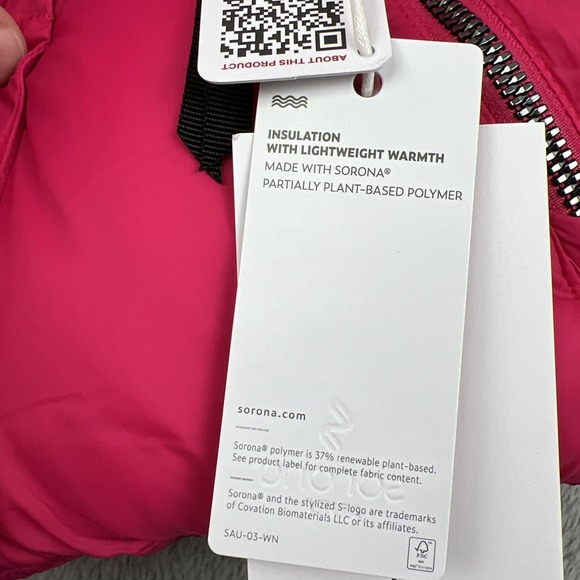 ABOUT THIS PRODUCT
INSULATION
WITH LIGHTWEIGHT WARMTH
MADE WITH SORONA®
PARTIALLY PLANT-BASED POLYMER
sorona.com
Sorona® polymer is 37% renewable plant-based.
See product label for complete fabric content.
Sorona® and the stylized S-logo are trademarks
of Covation Biomaterials LLC or its affiliates.
SAU-03-WN
FSC